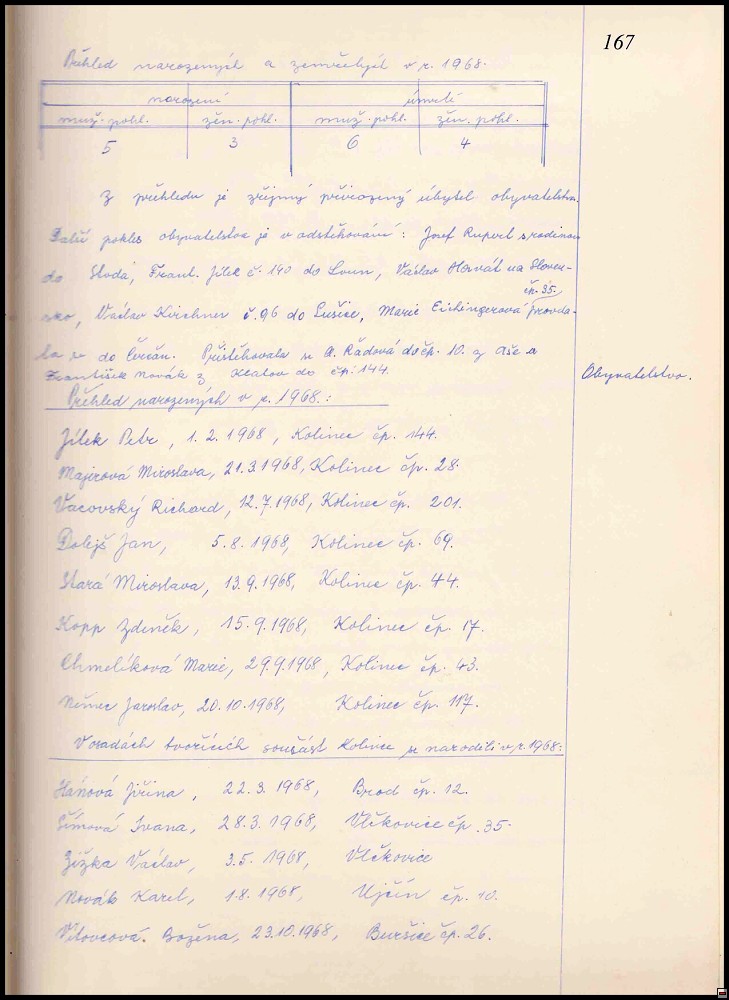 167
Přehled narozených a zemřelých v r. 1968.
narození úmrtí
muž. pohl. žen. pohl. muž. pohl. žen. pohl.
5 3 6 4
Z přehledu je zřejmý přirozený úbytek obyvatelstva.
Další pokles obyvatelstva je v odstěhování: Josef Rupert s rodinou
do Stoda, Frant. Jílek č. 140 do Loun, Václav Horvát na Sloven-
čp. 35.
sko, Václav Kirchner č. 96 do Sušice, Marie Eichingerová provda-
la se do Čerčan. Přistěhovala se A. Řádová do čp. 10. z Aše a
František Novák z Klatov do čp. 144.
Obyvatelstvo.
Přehled narozených v r. 1968.:
Jílek Petr, 1. 2. 1968, Kolinec čp. 144.
Majerová Miroslava, 21.3.1968, Kolinec čp. 28.
Vacovský Richard, 12.7.1968, Kolinec čp. 201.
Dolejš Jan, 5.8.1968, Kolinec čp. 69.
Stará Miroslava, 13.9.1968, Kolinec čp. 44.
Kopp Zdeněk, 15.9.1968, Kolinec čp. 17.
Chmelíková Marie, 29.9.1968, Kolinec čp. 43.
Němec Jaroslav, 20.10.1968, Kolinec čp. 117.
V osadách tvořících součást Kolince se narodili v r. 1968:
Háňová Jiřina, 22.3.1968, Brod čp. 12.
Šímová Ivana, 28.3.1968, Vlčkovice čp. 35.
Žižka Václav, 3.5.1968, Vlčkovice
Novák Karel, 1.8.1968, Ujčín čp. 10.
Vítovcová Božena, 23.10.1968, Buršice čp. 26.